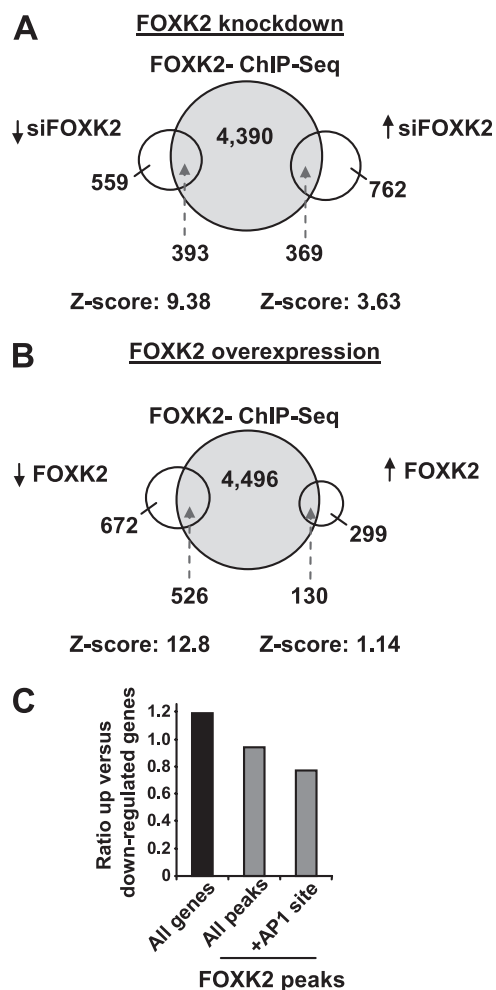 A
FOXK2 knockdown
FOXK2- ChIP-Seq
↓ siFOXK2
4,390
↑ siFOXK2
559
762
393
369
Z-score: 9.38
Z-score: 3.63
B
FOXK2 overexpression
FOXK2- ChIP-Seq
↓ FOXK2
4,496
↑ FOXK2
672
299
526
130
Z-score: 12.8
Z-score: 1.14
C
Ratio up versus
down-regulated genes
1.2
1.0
0.8
0.6
0.4
0.2
0
All genes
All peaks
+AP1 site
FOXK2 peaks